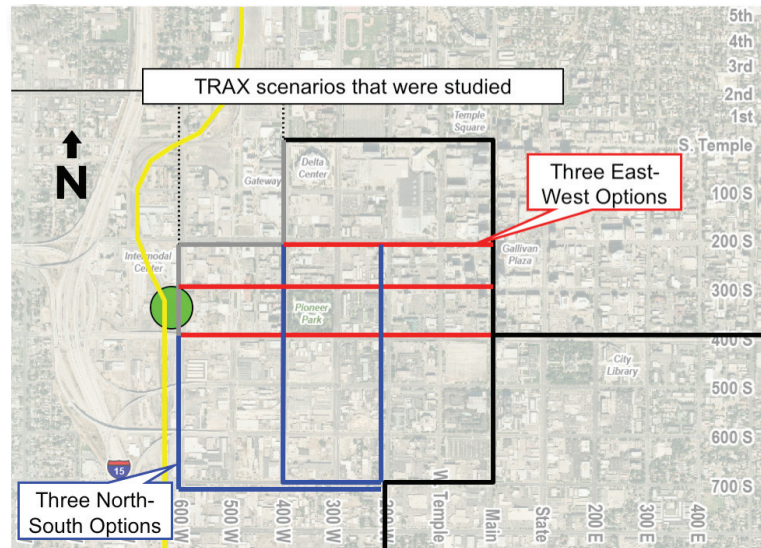 5th
4th
3rd
2nd
1st
TRAX scenarios that were studied
Temple
Square
S. Temple
N
Delta
Center
Gateway
Three East-
West Options
100 S
200 S
Gallivan
Plaza
Intermodal
Center
300 S
Pioneer
Park
400 S
City
Library
500 S
600 S
15
700 S
Three North-
South Options
600 W
500 W
400 W
300 W
200 W
W. Temple
Main
State
200 E
300 E
400 E